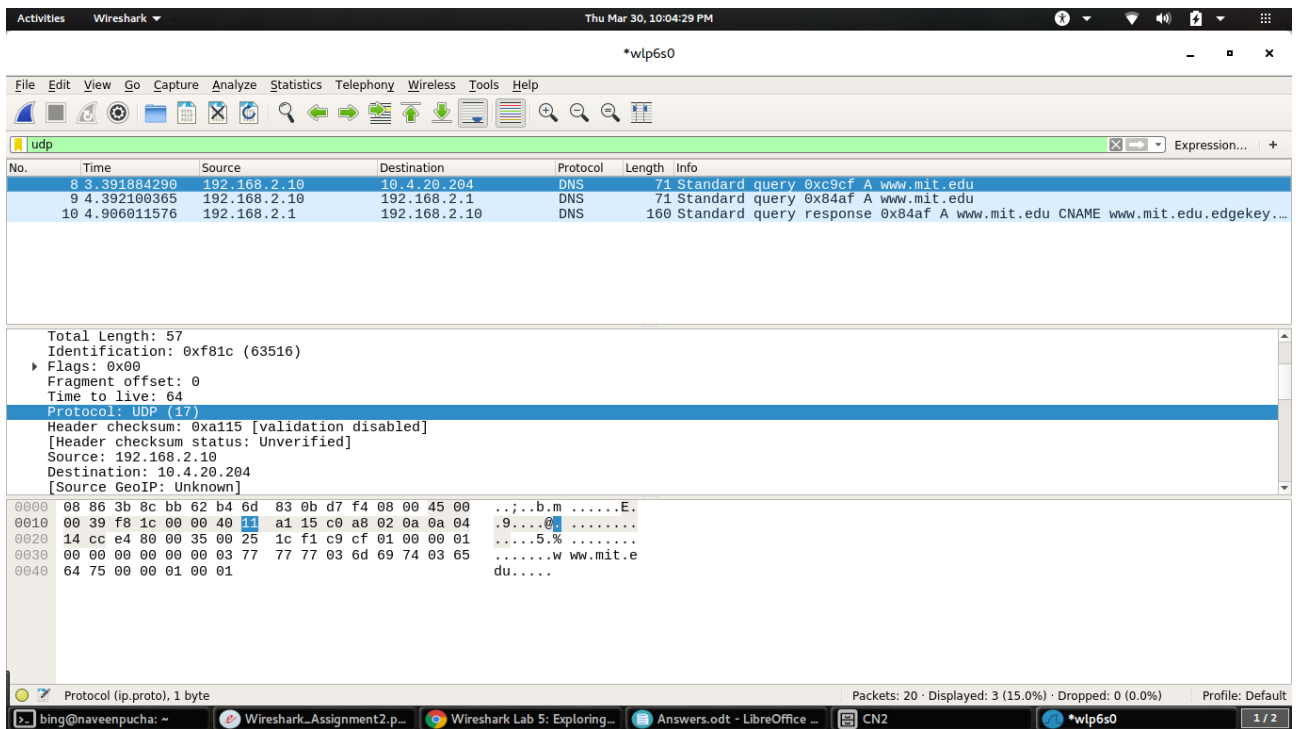 Activities Wireshark Thu Mar 30, 10:04:29 PM
*wlp6s0
File Edit View Go Capture Analyze Statistics Telephony Wireless Tools Help
udp Expression... +
No. Time Source Destination Protocol Length Info
8 3.391884290 192.168.2.10 10.4.20.204 DNS 71 Standard query 0xc9cf A www.mit.edu
9 4.392100365 192.168.2.10 192.168.2.1 DNS 71 Standard query 0x84af A www.mit.edu
10 4.906011576 192.168.2.1 192.168.2.10 DNS 160 Standard query response 0x84af A www.mit.edu CNAME www.mit.edu.edgekey....
Total Length: 57
Identification: 0xf81c (63516)
Flags: 0x00
Fragment offset: 0
Time to live: 64
Protocol: UDP (17)
Header checksum: 0xa115 [validation disabled]
[Header checksum status: Unverified]
Source: 192.168.2.10
Destination: 10.4.20.204
[Source GeoIP: Unknown]
0000 08 86 3b 8c bb 62 b4 6d 83 0b d7 f4 08 00 45 00 ..;..b.m ......E.
0010 00 39 f8 1c 00 00 40 11 a1 15 c0 a8 02 0a 0a 04 .9....@. ........
0020 14 cc e4 80 00 35 00 25 1c f1 c9 cf 01 00 00 01 .....5.% ........
0030 00 00 00 00 00 00 03 77 77 77 03 6d 69 74 03 65 .......w ww.mit.e
0040 64 75 00 00 01 00 01 du.....
Protocol (ip.proto), 1 byte Packets: 20 · Displayed: 3 (15.0%) · Dropped: 0 (0.0%) Profile: Default
bing@naveenpucha: ~ Wireshark_Assignment2.p... Wireshark Lab 5: Exploring... Answers.odt - LibreOffice ... CN2 *wlp6s0 1 / 2